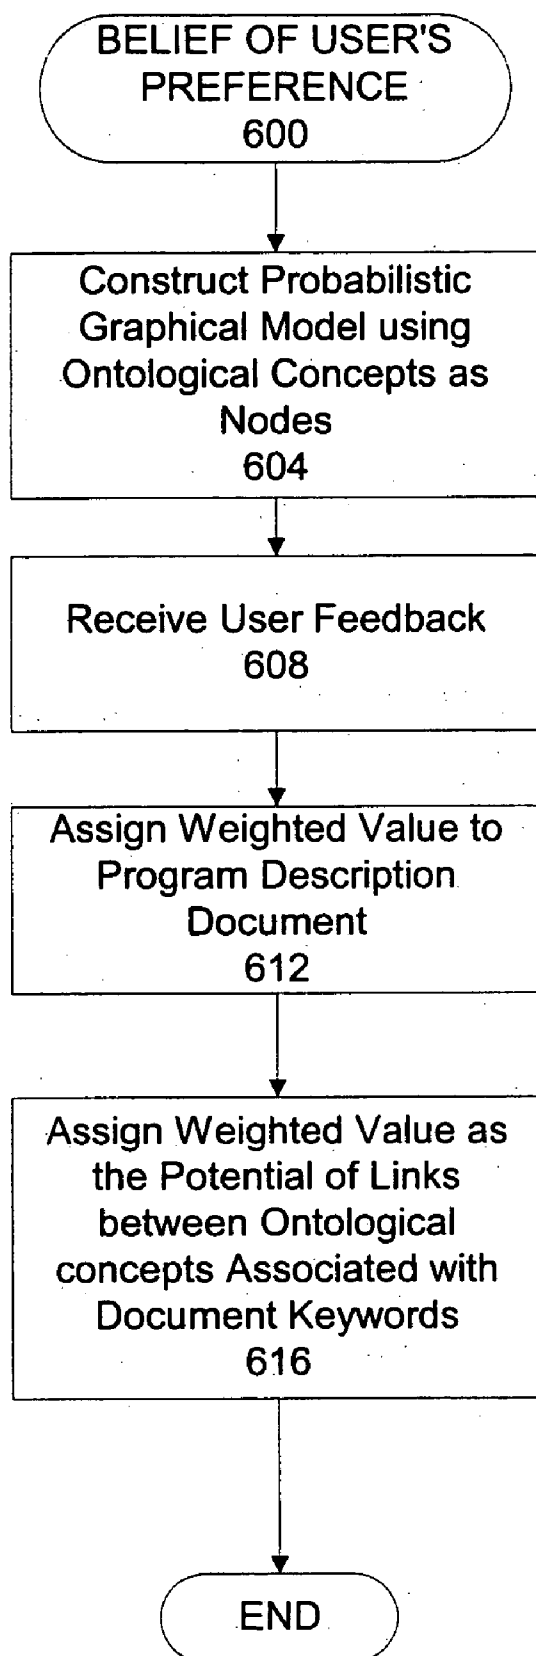 BELIEF OF USER'S
PREFERENCE
600
Construct Probabilistic
Graphical Model using
Ontological Concepts as
Nodes
604
Receive User Feedback
608
Assign Weighted Value to
Program Description
Document
612
Assign Weighted Value as
the Potential of Links
between Ontological
concepts Associated with
Document Keywords
616
END